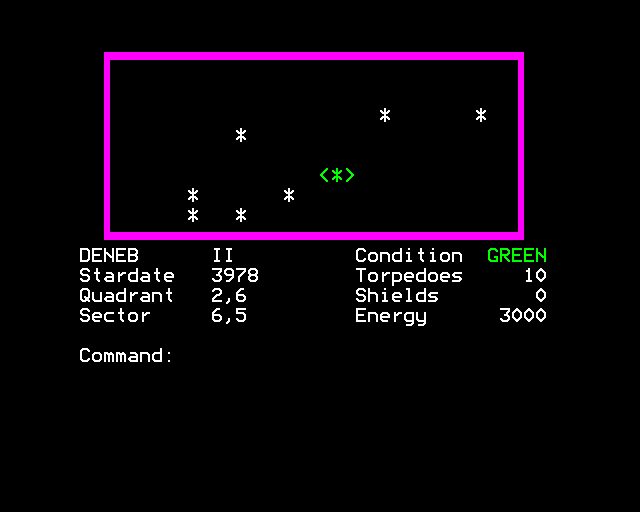 * *
*
<*>
* *
* *
DENEB II Condition GREEN
Stardate 3978 Torpedoes 10
Quadrant 2,6 Shields 0
Sector 6,5 Energy 3000
Command: